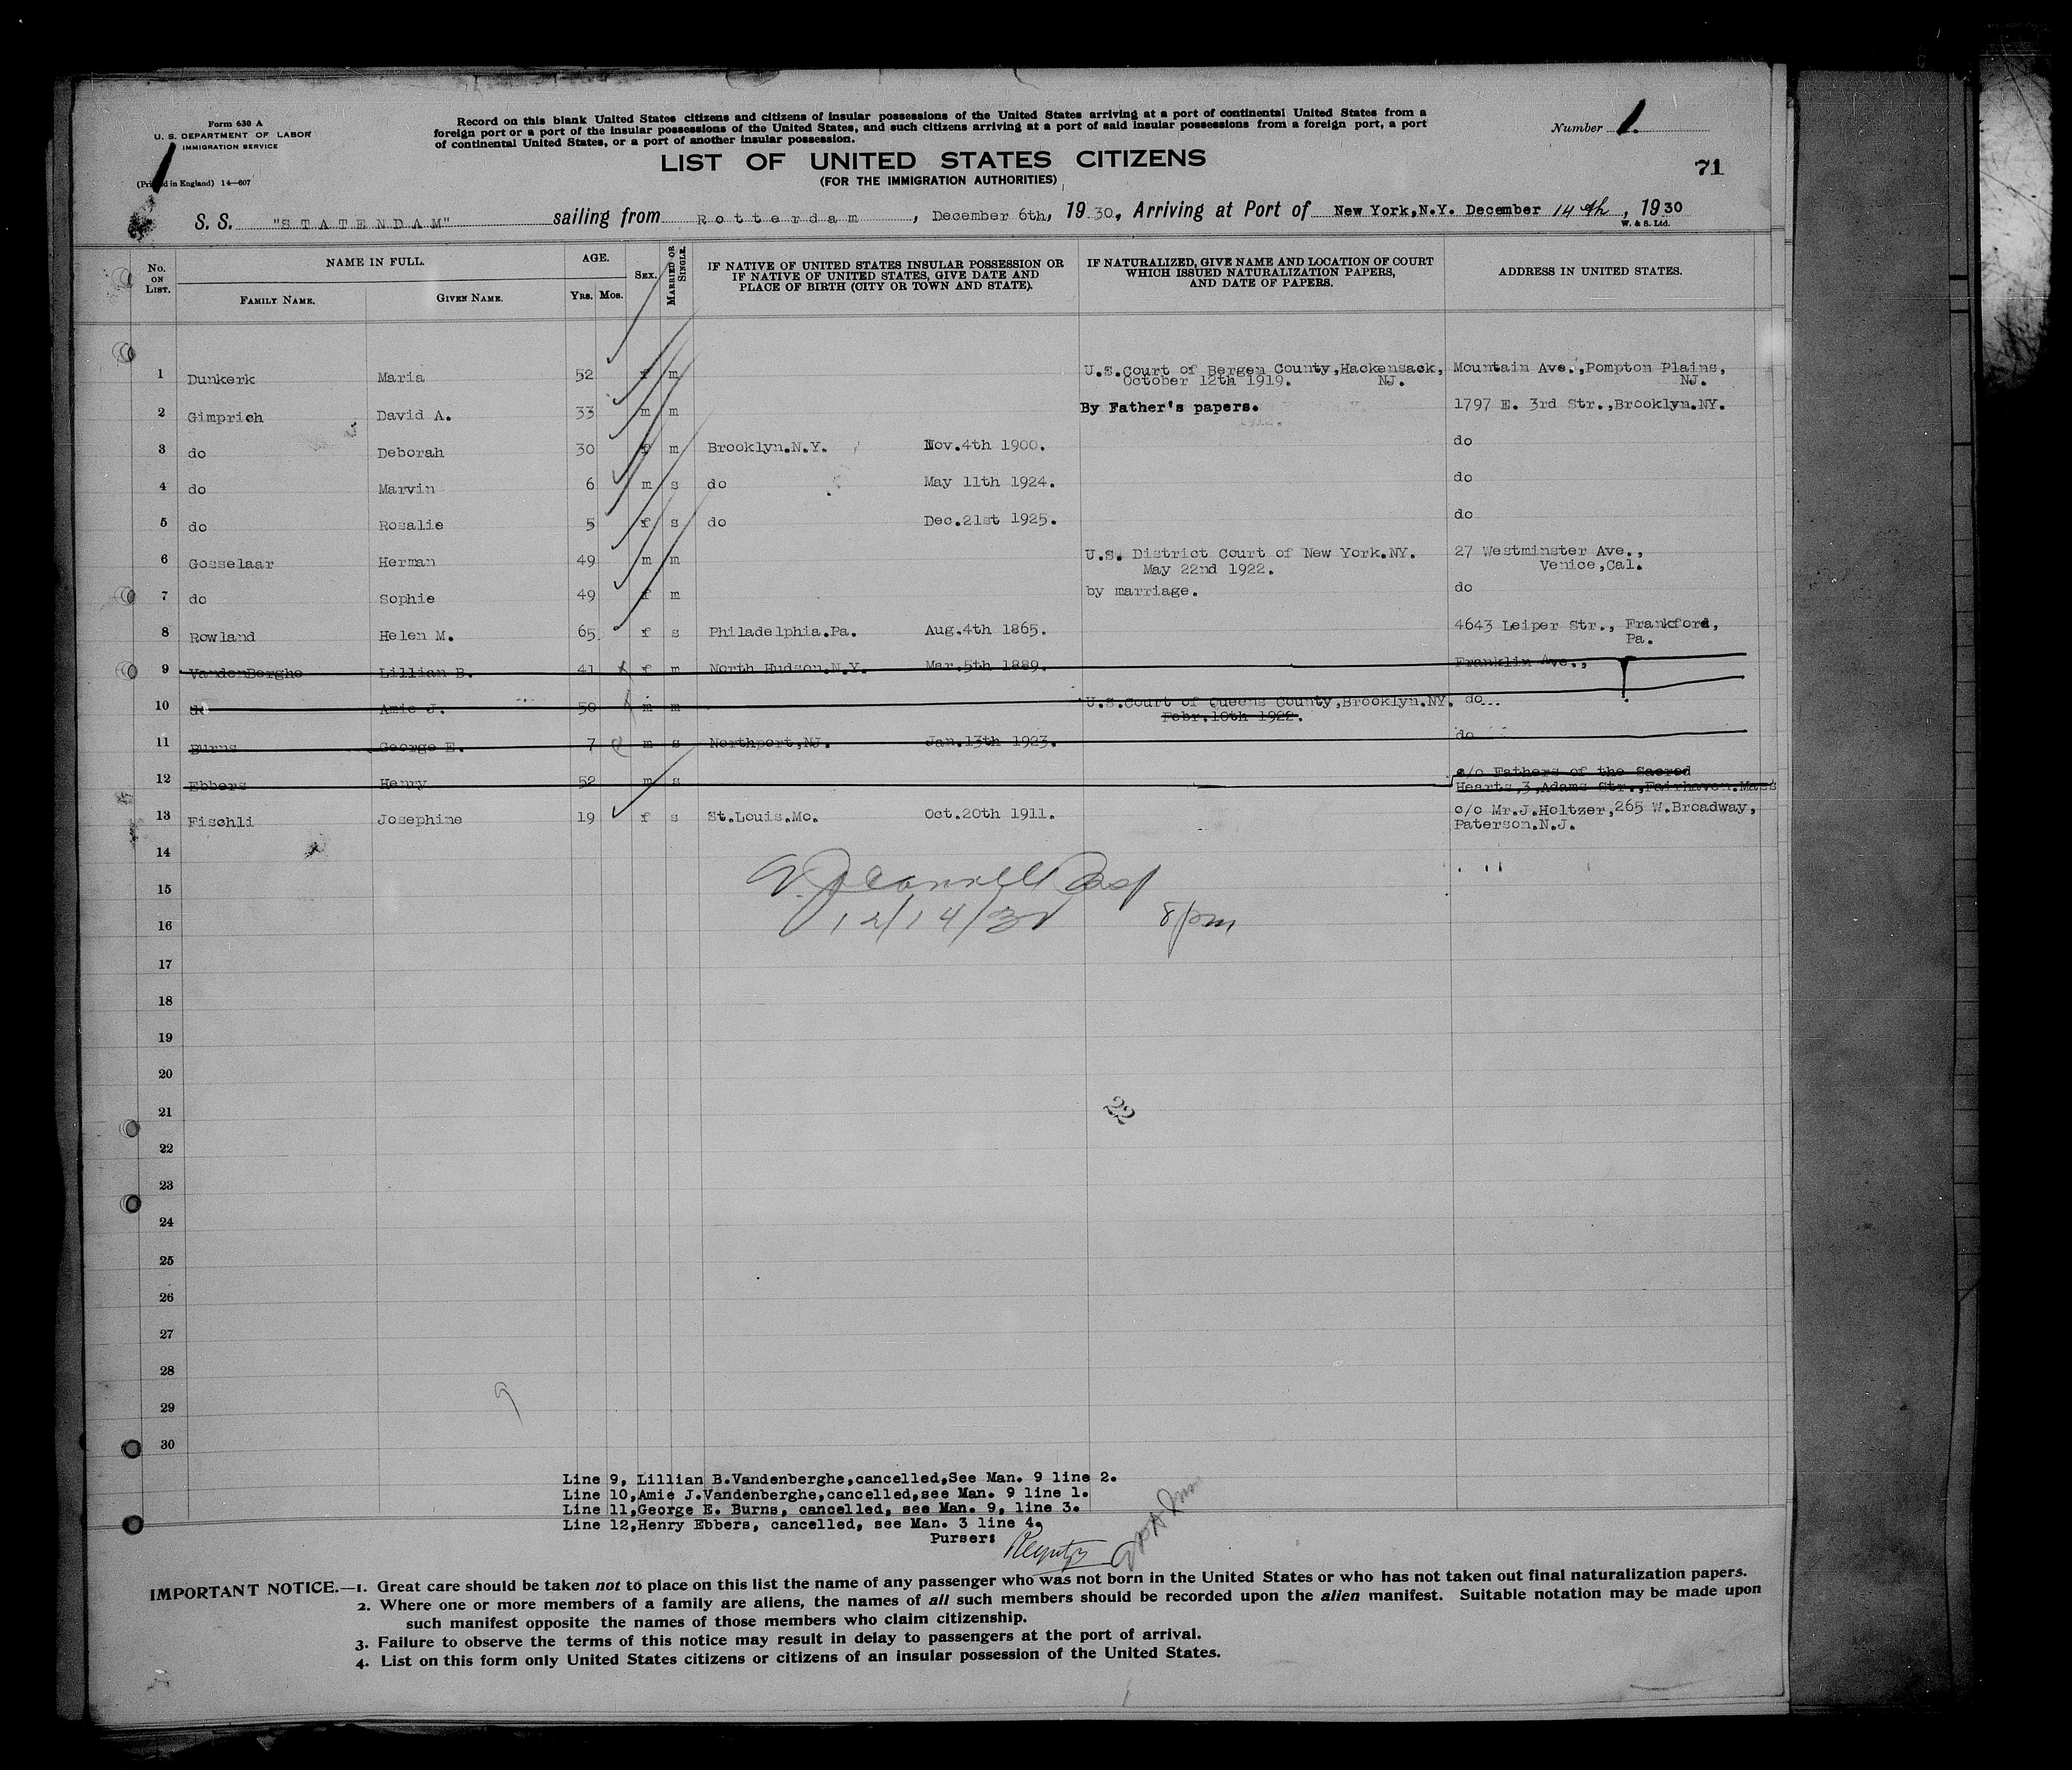 Form 630 A
U. S. DEPARTMENT OF LABOR
IMMIGRATION SERVICE
(Printed in England) 14—607
Record on this blank United States citizens and citizens of insular possessions of the United States arriving at a port of continental United States from a
foreign port or a port of the insular possessions of the United States, and such citizens arriving at a port of said insular possessions from a foreign port, a port
of continental United States, or a port of another insular possession.
Number 1.
LIST OF UNITED STATES CITIZENS
(FOR THE IMMIGRATION AUTHORITIES)
71
S. S. "STATENDAM" sailing from Rotterdam, December 6th, 1930, Arriving at Port of New York,N.Y. December 14th, 1930
W. & S. Ltd.
No. ON LIST. NAME IN FULL. FAMILY NAME. GIVEN NAME. AGE. YRS. MOS. SEX. MARRIED OR SINGLE. IF NATIVE OF UNITED STATES INSULAR POSSESSION OR IF NATIVE OF UNITED STATES, GIVE DATE AND PLACE OF BIRTH (CITY OR TOWN AND STATE). IF NATURALIZED, GIVE NAME AND LOCATION OF COURT WHICH ISSUED NATURALIZATION PAPERS, AND DATE OF PAPERS. ADDRESS IN UNITED STATES.
1 Dunkerk Maria 52 f m U.S.Court of Bergen County,Hackensack, Mountain Ave.,Pompton Plains,
October 12th 1919. NJ. NJ.
2 Gimprich David A. 33 m m By Father's papers. 1797 E. 3rd Str.,Brooklyn.NY.
3 do Deborah 30 f m Brooklyn.N.Y. Nov.4th 1900. do
4 do Marvin 6 m s do May 11th 1924. do
5 do Rosalie 5 f s do Dec.21st 1925. do
6 Gosselaar Herman 49 m m U.S. District Court of New York.NY. 27 Westminster Ave.,
May 22nd 1922. Venice,Cal.
7 do Sophie 49 f m by marriage. do
8 Rowland Helen M. 65 f s Philadelphia.Pa. Aug.4th 1865. 4643 Leiper Str., Frankford,
Pa.
9 VandenBerghe Lillian B. 41 f m North Hudson.N.Y. Mar.5th 1889. Franklin Ave.,
10 do Amie J. 50 m m U.S.Court of Queens County,Brooklyn.NY. do
Febr.10th 1922.
11 Burns George E. 7 m s Northport,NJ. Jan.13th 1923. do
12 Ebbers Henry 52 m s c/o Fathers of the Sacred
Hearts,3,Adams Str.,Fairhaven.Mass
13 Fischli Josephine 19 f s St.Louis.Mo. Oct.20th 1911. c/o Mr.J.Holtzer,265 W.Broadway,
Paterson.N.J.
14
15
12/14/30 8 pm
16
17
18
19
20
21
22
22
23
24
25
26
27
28
29
30
Line 9, Lillian B.Vandenberghe,cancelled,See Man. 9 line 2.
Line 10,Amie J.Vandenberghe,cancelled,see Man. 9 line 1.
Line 11,George E. Burns, cancelled, see Man. 9, line 3.
Line 12,Henry Ebbers, cancelled, see Man. 3 line 4.
Purser:
IMPORTANT NOTICE.—1. Great care should be taken not to place on this list the name of any passenger who was not born in the United States or who has not taken out final naturalization papers.
2. Where one or more members of a family are aliens, the names of all such members should be recorded upon the alien manifest. Suitable notation may be made upon
such manifest opposite the names of those members who claim citizenship.
3. Failure to observe the terms of this notice may result in delay to passengers at the port of arrival.
4. List on this form only United States citizens or citizens of an insular possession of the United States.